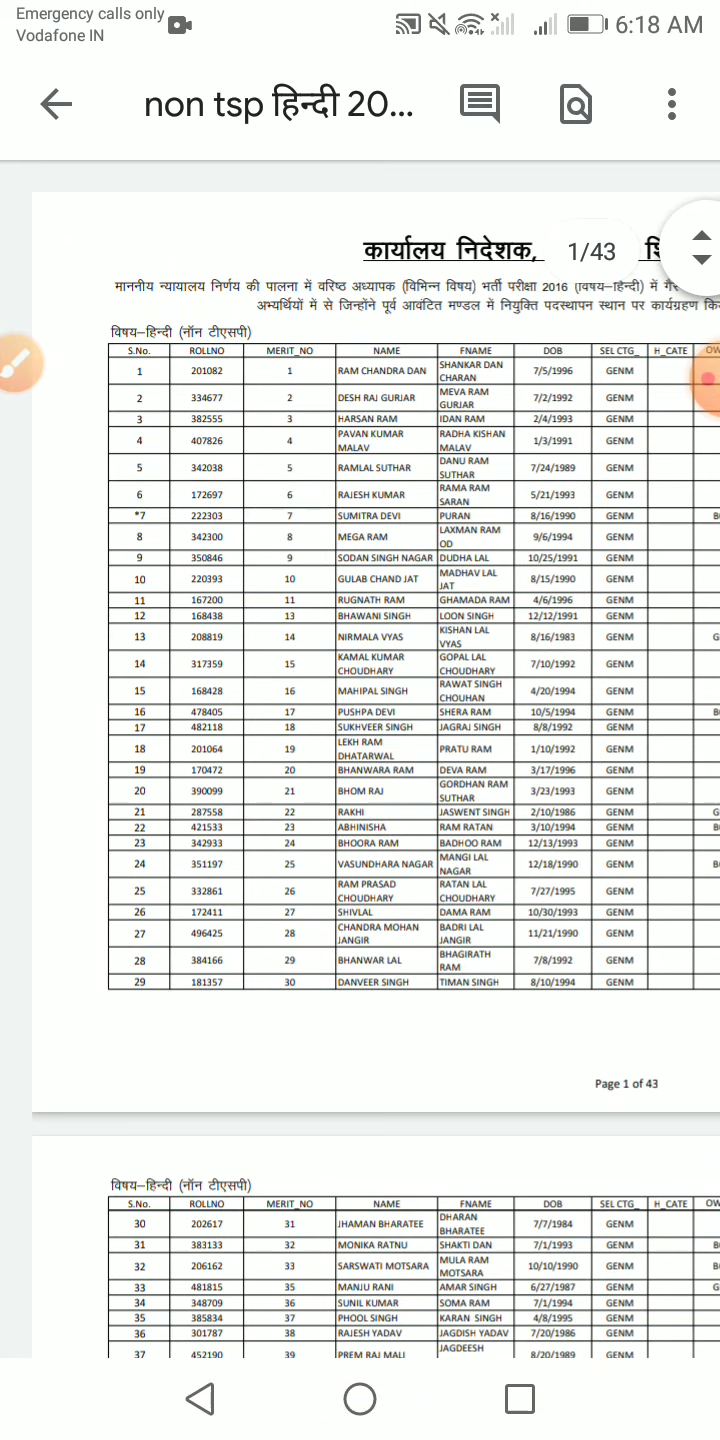 Emergency calls only
Vodafone IN
6:18 AM
non tsp हिन्दी 20...
कार्यालय निदेशक,
1/43
माननीय न्यायालय निर्णय की पालना में वरिष्ठ अध्यापक (विभिन्न विषय) भर्ती परीक्षा 2016 (विषय–हिन्दी) में
अभ्यर्थियों में से जिन्होंने पूर्व आवंटित मण्डल में नियुक्ति पदस्थापन स्थान पर कार्यग्रहण
विषय–हिन्दी (नॉन टीएसपी)
S.No. ROLLNO MERIT_NO NAME FNAME DOB SEL CTG_ H_CATE OW
1 201082 1 RAM CHANDRA DAN SHANKAR DAN CHARAN 7/5/1996 GENM
2 334677 2 DESH RAJ GURJAR MEVA RAM GURJAR 7/2/1992 GENM
3 382555 3 HARSAN RAM IDAN RAM 2/4/1993 GENM
4 407826 4 PAVAN KUMAR MALAV RADHA KISHAN MALAV 1/3/1991 GENM
5 342038 5 RAMLAL SUTHAR DANU RAM SUTHAR 7/24/1989 GENM
6 172697 6 RAJESH KUMAR RAMA RAM SARAN 5/21/1993 GENM
*7 222303 7 SUMITRA DEVI PURAN 8/16/1990 GENM
8 342300 8 MEGA RAM LAXMAN RAM OD 9/6/1994 GENM
9 350846 9 SODAN SINGH NAGAR DUDHA LAL 10/25/1991 GENM
10 220393 10 GULAB CHAND JAT MADHAV LAL JAT 8/15/1990 GENM
11 167200 11 RUGNATH RAM GHAMADA RAM 4/6/1996 GENM
12 168438 13 BHAWANI SINGH LOON SINGH 12/12/1991 GENM
13 208819 14 NIRMALA VYAS KISHAN LAL VYAS 8/16/1983 GENM G
14 317359 15 KAMAL KUMAR CHOUDHARY GOPAL LAL CHOUDHARY 7/10/1992 GENM
15 168428 16 MAHIPAL SINGH RAWAT SINGH CHOUHAN 4/20/1994 GENM
16 478405 17 PUSHPA DEVI SHERA RAM 10/5/1994 GENM
17 482118 18 SUKHVEER SINGH JAGRAJ SINGH 8/8/1992 GENM
18 201064 19 LEKH RAM DHATARWAL PRATU RAM 1/10/1992 GENM
19 170472 20 BHANWARA RAM DEVA RAM 3/17/1996 GENM
20 390099 21 BHOM RAJ GORDHAN RAM SUTHAR 3/23/1993 GENM
21 287558 22 RAKHI JASWENT SINGH 2/10/1986 GENM G
22 421533 23 ABHINISHA RAM RATAN 3/10/1994 GENM
23 342933 24 BHOORA RAM BADHOO RAM 12/13/1993 GENM
24 351197 25 VASUNDHARA NAGAR MANGI LAL NAGAR 12/18/1990 GENM
25 332861 26 RAM PRASAD CHOUDHARY RATAN LAL CHOUDHARY 7/27/1995 GENM
26 172411 27 SHIVLAL DAMA RAM 10/30/1993 GENM
27 496425 28 CHANDRA MOHAN JANGIR BADRI LAL JANGIR 11/21/1990 GENM
28 384166 29 BHANWAR LAL BHAGIRATH RAM 7/8/1992 GENM
29 181357 30 DANVEER SINGH TIMAN SINGH 8/10/1994 GENM
Page 1 of 43
विषय–हिन्दी (नॉन टीएसपी)
S.No. ROLLNO MERIT_NO NAME FNAME DOB SEL CTG_ H_CATE OW
30 202617 31 JHAMAN BHARATEE DHARAN BHARATEE 7/7/1984 GENM
31 383133 32 MONIKA RATNU SHAKTI DAN 7/1/1993 GENM
32 206162 33 SARSWATI MOTSARA MULA RAM MOTSARA 10/10/1990 GENM
33 481815 35 MANJU RANI AMAR SINGH 6/27/1987 GENM G
34 348709 36 SUNIL KUMAR SOMA RAM 7/1/1994 GENM
35 385834 37 PHOOL SINGH KARAN SINGH 4/8/1995 GENM
36 301787 38 RAJESH YADAV JAGDISH YADAV 7/20/1986 GENM
37 452190 39 PREM RAJ MALI JAGDEESH 8/20/1989 GENM